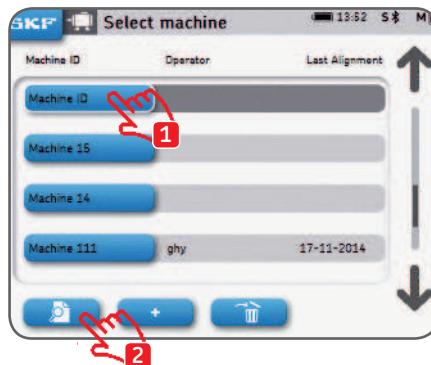 SKF Select machine 13:52 S M
Machine ID Operator Last Alignment
Machine ID
1
Machine 15
Machine 14
Machine 111 ghy 17-11-2014
+
2